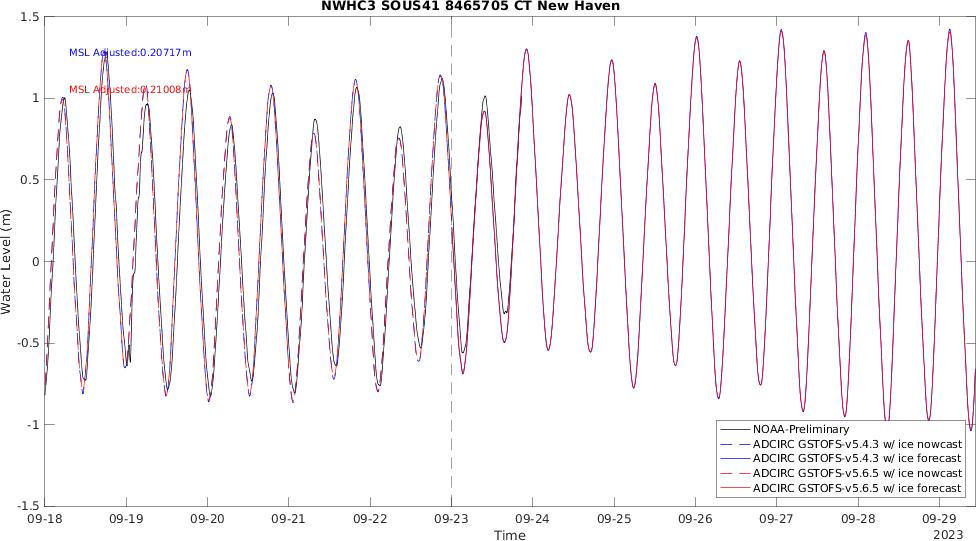 NWHC3 SOUS41 8465705 CT New Haven
1.5
MSL Adjusted:0.20717m
MSL Adjusted:0.21008m
1
0.5
0
-0.5
-1
-1.5
Water Level (m)
NOAA-Preliminary
ADCIRC GSTOFS-v5.4.3 w/ ice nowcast
ADCIRC GSTOFS-v5.4.3 w/ ice forecast
ADCIRC GSTOFS-v5.6.5 w/ ice nowcast
ADCIRC GSTOFS-v5.6.5 w/ ice forecast
09-18 09-19 09-20 09-21 09-22 09-23 09-24 09-25 09-26 09-27 09-28 09-29
Time
2023